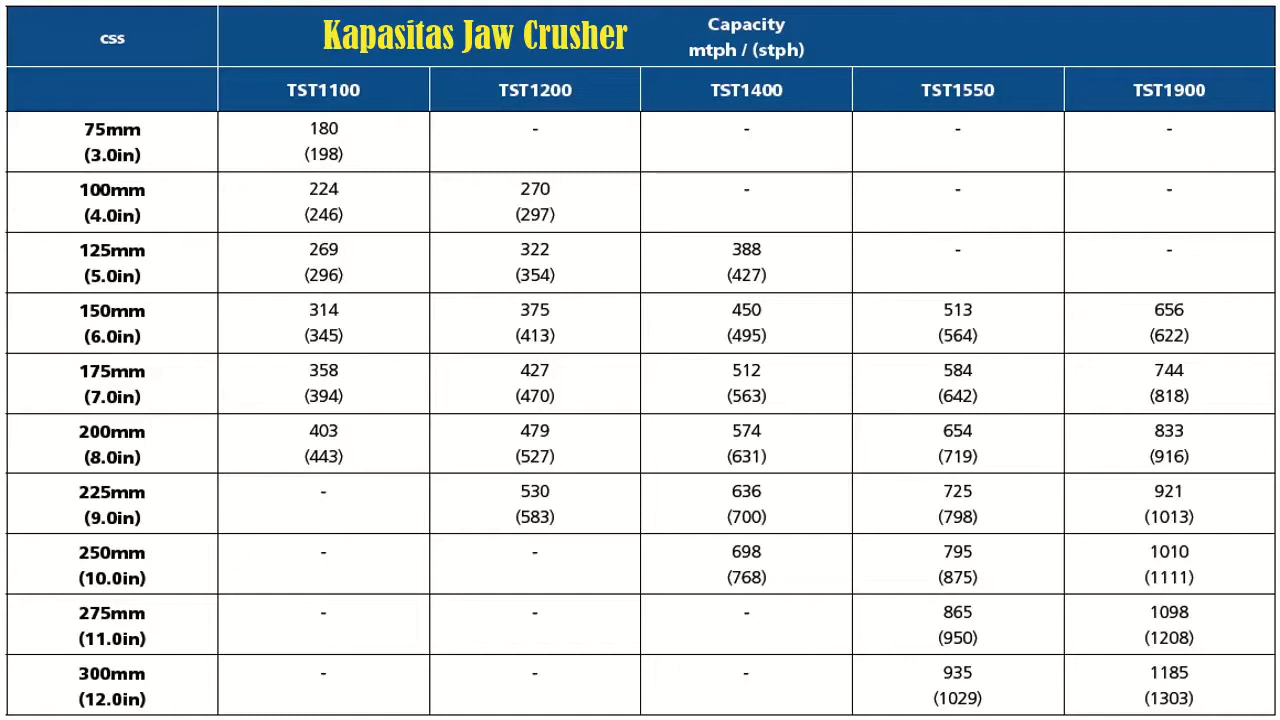 css
Kapasitas Jaw Crusher
Capacity
mtph / (stph)
TST1100 TST1200 TST1400 TST1550 TST1900
75mm 180 - - - -
(3.0in) (198)
100mm 224 270 - - -
(4.0in) (246) (297)
125mm 269 322 388 - -
(5.0in) (296) (354) (427)
150mm 314 375 450 513 656
(6.0in) (345) (413) (495) (564) (622)
175mm 358 427 512 584 744
(7.0in) (394) (470) (563) (642) (818)
200mm 403 479 574 654 833
(8.0in) (443) (527) (631) (719) (916)
225mm - 530 636 725 921
(9.0in) (583) (700) (798) (1013)
250mm - - 698 795 1010
(10.0in) (768) (875) (1111)
275mm - - - 865 1098
(11.0in) (950) (1208)
300mm - - - 935 1185
(12.0in) (1029) (1303)